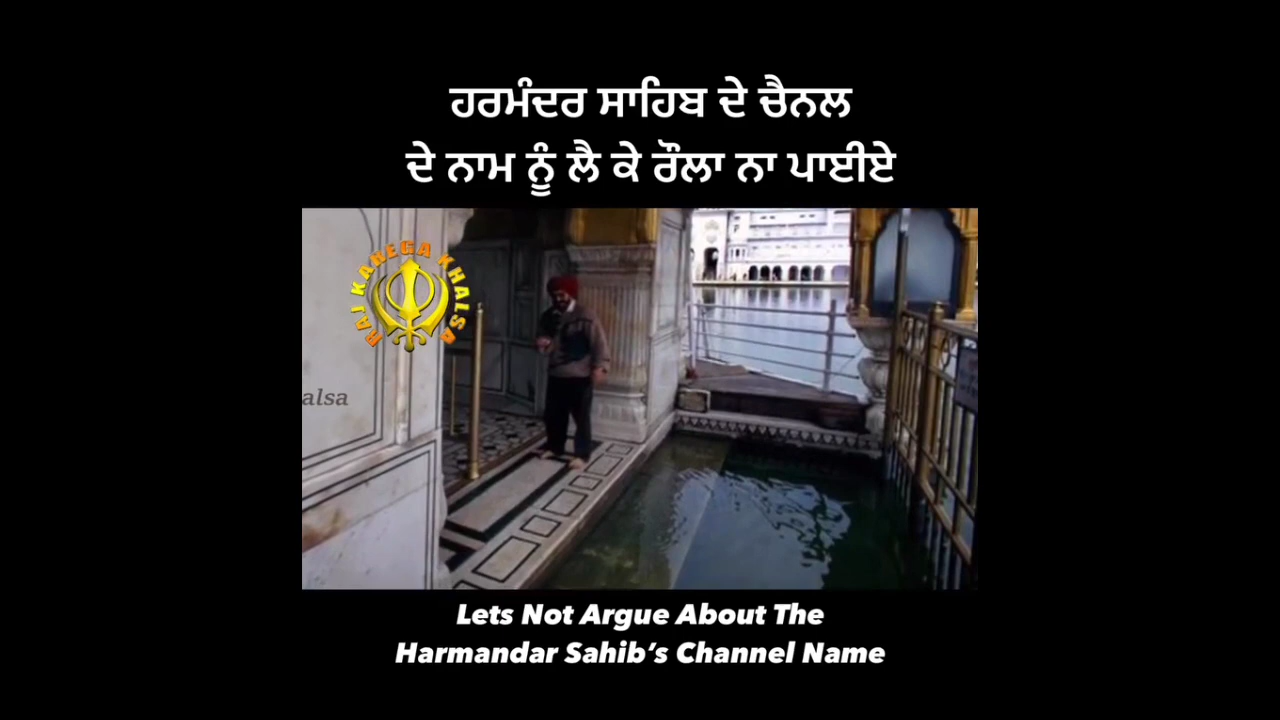 ਹਰਮੰਦਰ ਸਾਹਿਬ ਦੇ ਚੈਨਲ
ਦੇ ਨਾਮ ਨੂੰ ਲੈ ਕੇ ਰੌਲਾ ਨਾ ਪਾਈਏ
RAJ KAREGA KHALSA
alsa
Lets Not Argue About The
Harmandar Sahib’s Channel Name